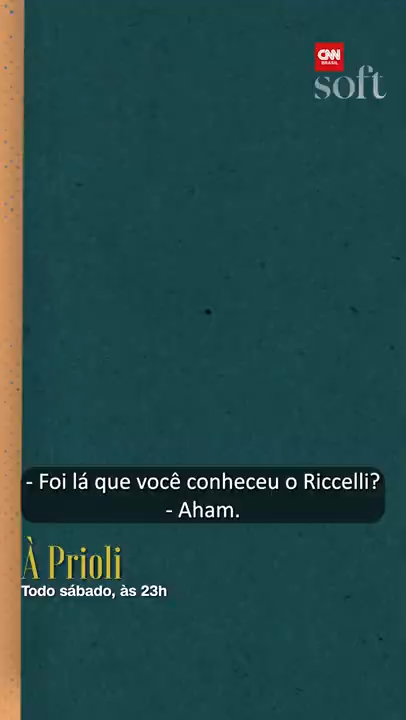 CNN
BRASIL
soft
- Foi lá que você conheceu o Riccelli?
- Aham.
À Prioli
Todo sábado, às 23h